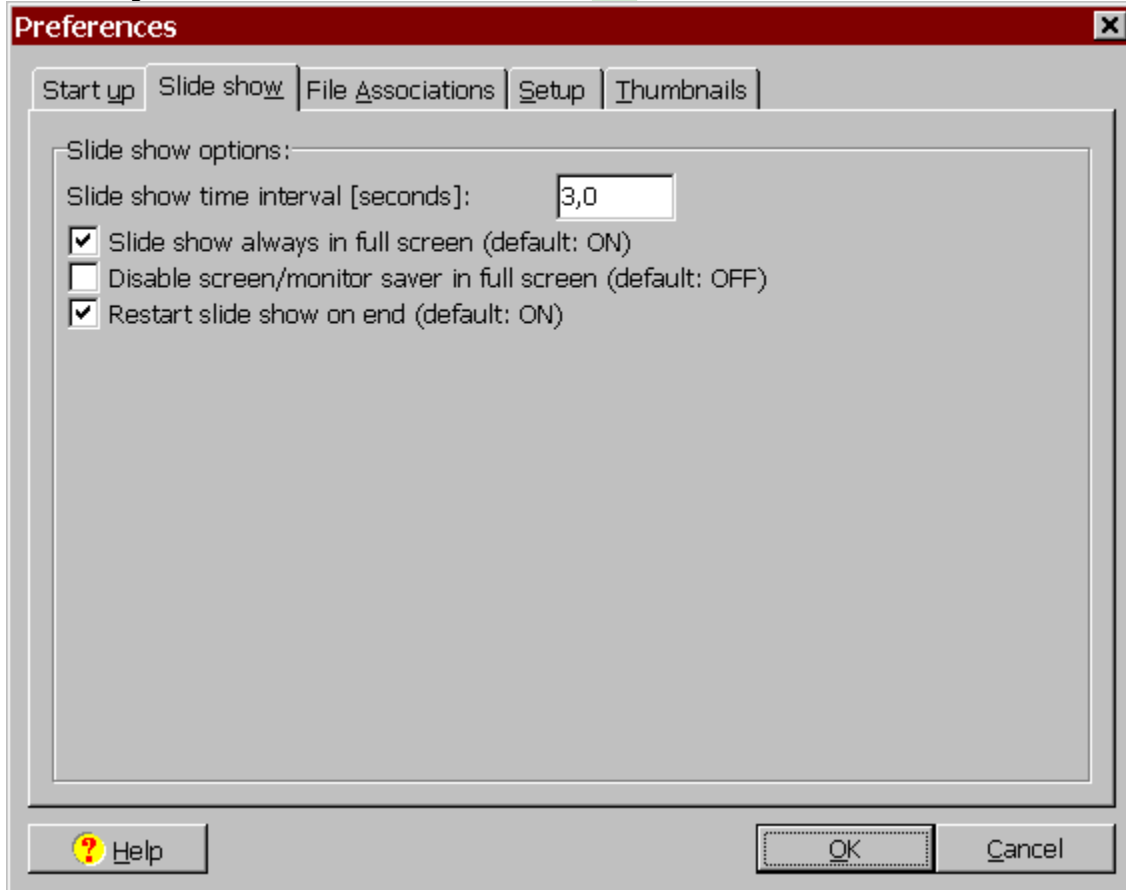 Preferences
Start up Slide show File Associations Setup Thumbnails
Slide show options:
Slide show time interval [seconds]: 3,0
Slide show always in full screen (default: ON)
Disable screen/monitor saver in full screen (default: OFF)
Restart slide show on end (default: ON)
? Help OK Cancel